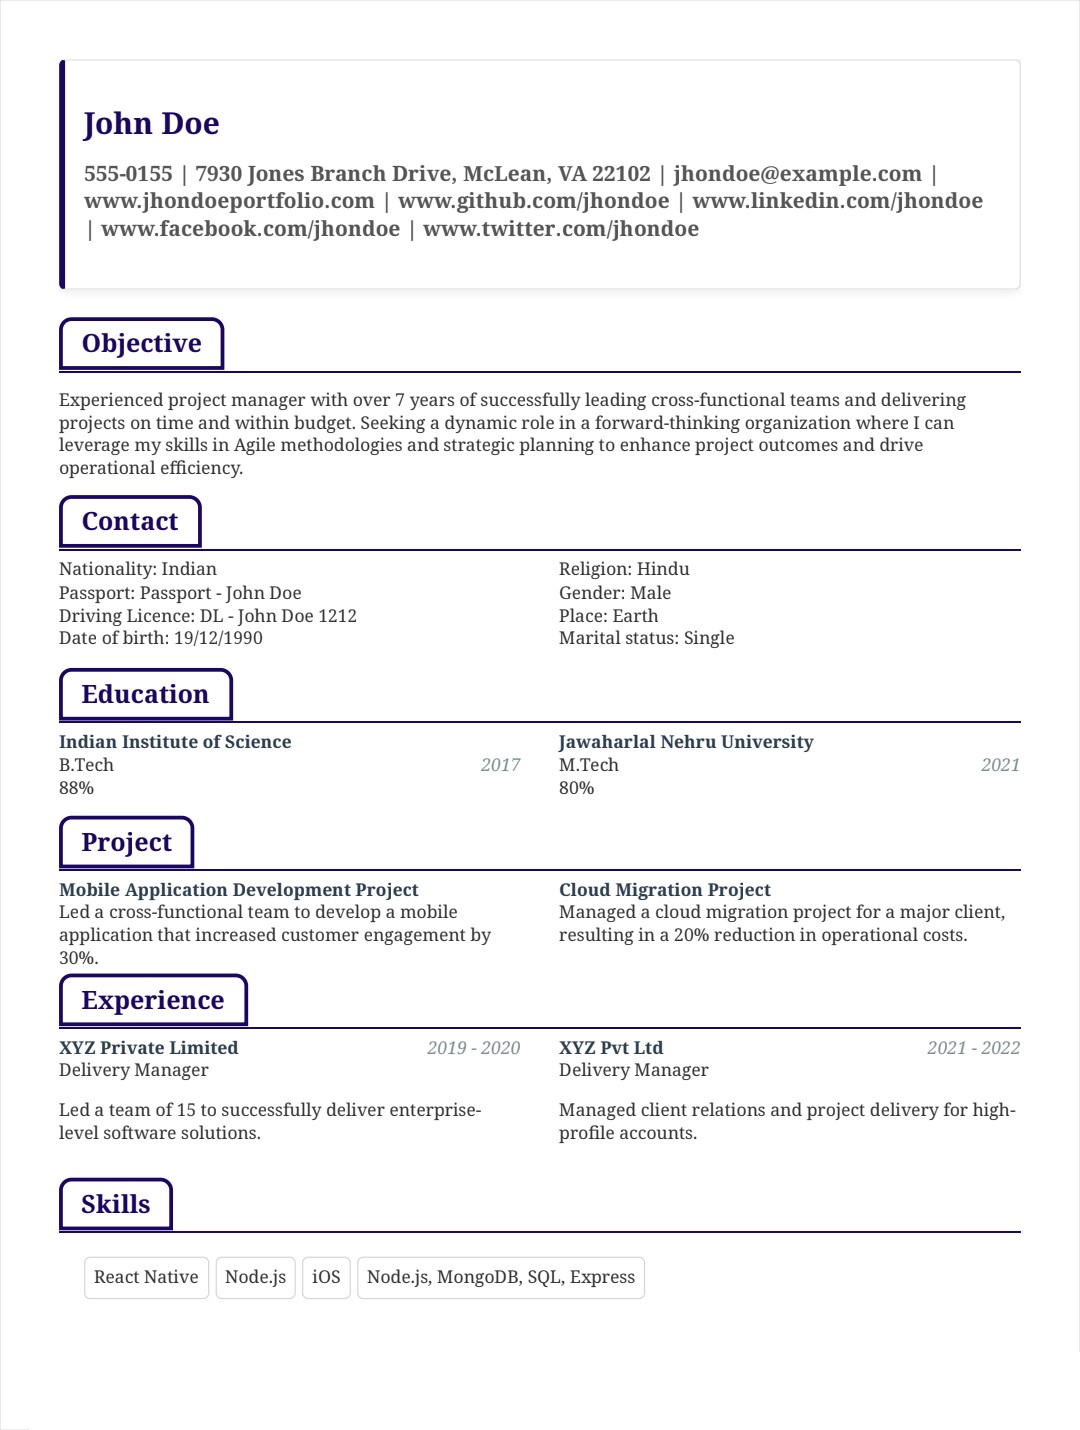 John Doe
555-0155 | 7930 Jones Branch Drive, McLean, VA 22102 | jhondoe@example.com |
www.jhondoeportfolio.com | www.github.com/jhondoe | www.linkedin.com/jhondoe
| www.facebook.com/jhondoe | www.twitter.com/jhondoe
Objective
Experienced project manager with over 7 years of successfully leading cross-functional teams and delivering
projects on time and within budget. Seeking a dynamic role in a forward-thinking organization where I can
leverage my skills in Agile methodologies and strategic planning to enhance project outcomes and drive
operational efficiency.
Contact
Nationality: Indian
Passport: Passport - John Doe
Driving Licence: DL - John Doe 1212
Date of birth: 19/12/1990
Religion: Hindu
Gender: Male
Place: Earth
Marital status: Single
Education
Indian Institute of Science
B.Tech 2017
88%
Jawaharlal Nehru University
M.Tech 2021
80%
Project
Mobile Application Development Project
Led a cross-functional team to develop a mobile
application that increased customer engagement by
30%.
Cloud Migration Project
Managed a cloud migration project for a major client,
resulting in a 20% reduction in operational costs.
Experience
XYZ Private Limited 2019 - 2020
Delivery Manager
Led a team of 15 to successfully deliver enterprise-
level software solutions.
XYZ Pvt Ltd 2021 - 2022
Delivery Manager
Managed client relations and project delivery for high-
profile accounts.
Skills
React Native Node.js iOS Node.js, MongoDB, SQL, Express